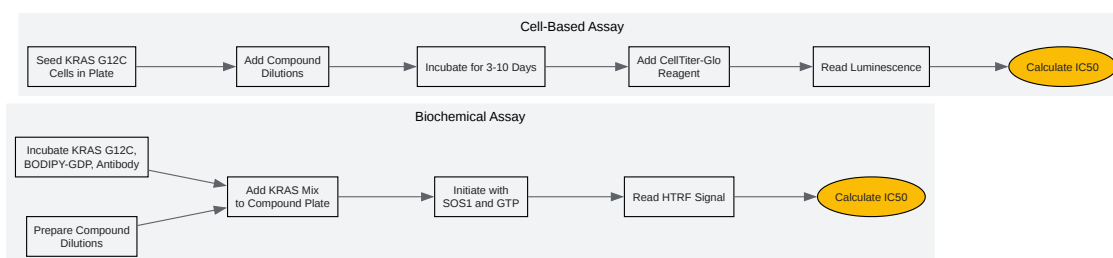 Cell-Based Assay
Seed KRAS G12C
Cells in Plate
Add Compound
Dilutions
Incubate for 3-10 Days
Add CellTiter-Glo
Reagent
Read Luminescence
Calculate IC50
Biochemical Assay
Incubate KRAS G12C,
BODIPY-GDP, Antibody
Prepare Compound
Dilutions
Add KRAS Mix
to Compound Plate
Initiate with
SOS1 and GTP
Read HTRF Signal
Calculate IC50